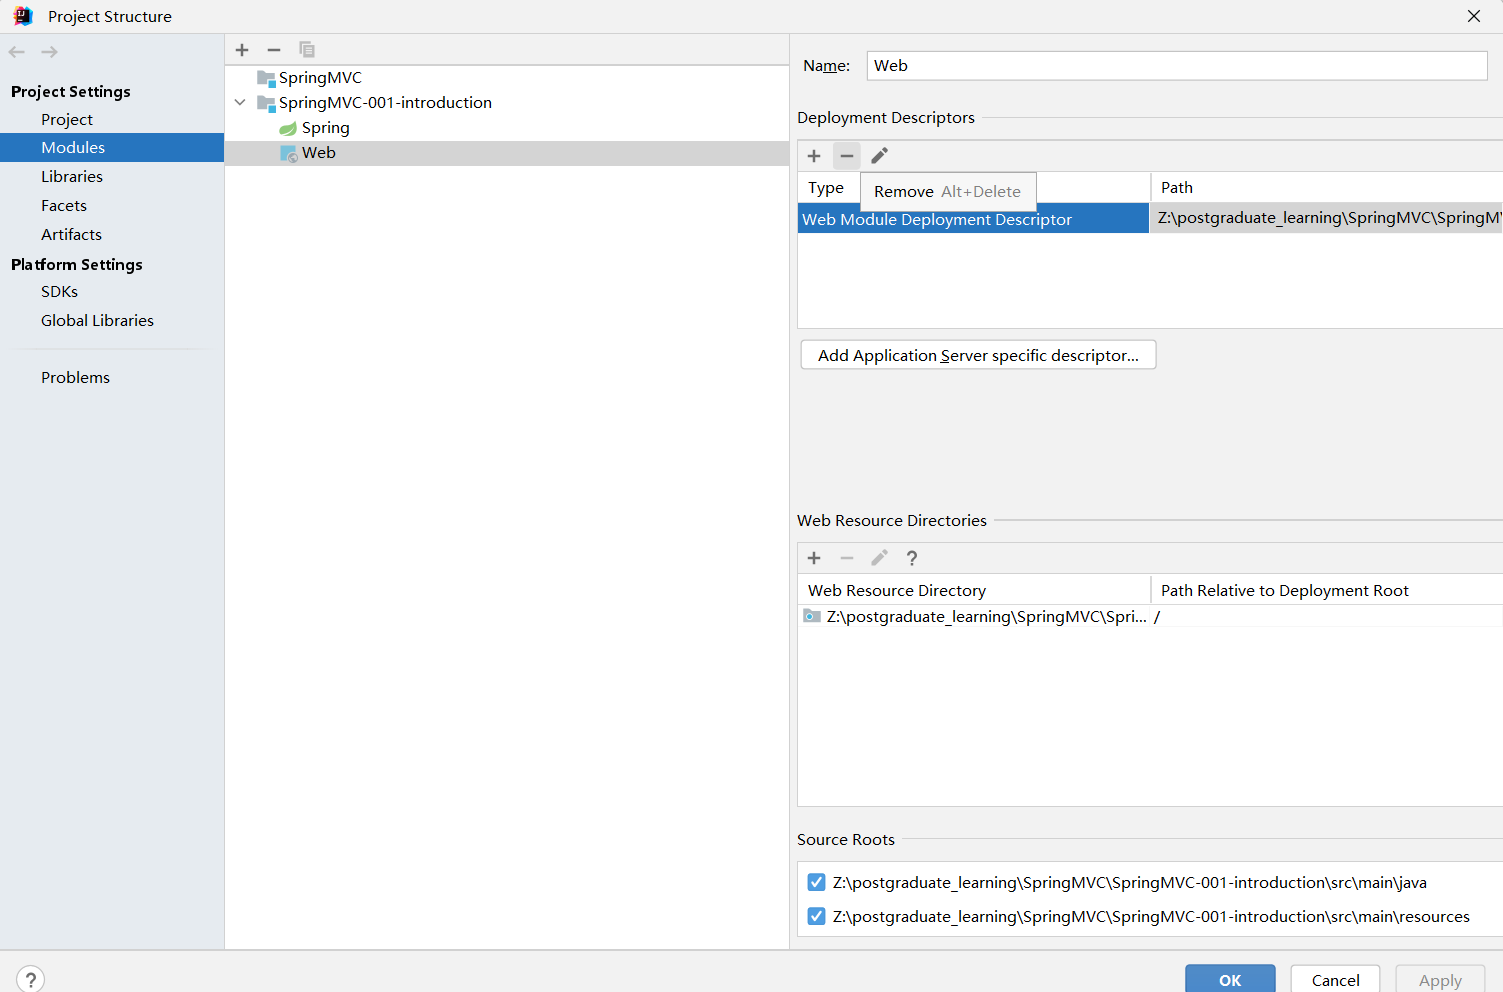 Project Structure
Project Settings
Project
Modules
Libraries
Facets
Artifacts
Platform Settings
SDKs
Global Libraries
Problems
SpringMVC
SpringMVC-001-introduction
Spring
Web
Name: Web
Deployment Descriptors
Type Path
Remove Alt+Delete
Web Module Deployment Descriptor Z:\postgraduate_learning\SpringMVC\SpringM
Add Application Server specific descriptor...
Web Resource Directories
?
Web Resource Directory Path Relative to Deployment Root
Z:\postgraduate_learning\SpringMVC\Spri... /
Source Roots
Z:\postgraduate_learning\SpringMVC\SpringMVC-001-introduction\src\main\java
Z:\postgraduate_learning\SpringMVC\SpringMVC-001-introduction\src\main\resources
? OK Cancel Apply